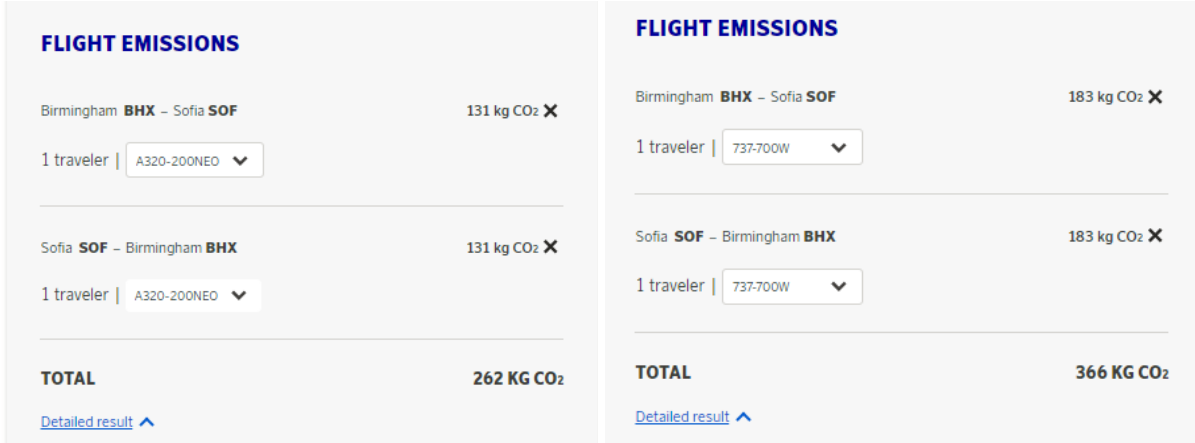 FLIGHT EMISSIONS
Birmingham BHX – Sofia SOF 131 kg CO2
1 traveler | A320-200NEO
Sofia SOF – Birmingham BHX 131 kg CO2
1 traveler | A320-200NEO
TOTAL 262 KG CO2
Detailed result
FLIGHT EMISSIONS
Birmingham BHX – Sofia SOF 183 kg CO2
1 traveler | 737-700W
Sofia SOF – Birmingham BHX 183 kg CO2
1 traveler | 737-700W
TOTAL 366 KG CO2
Detailed result